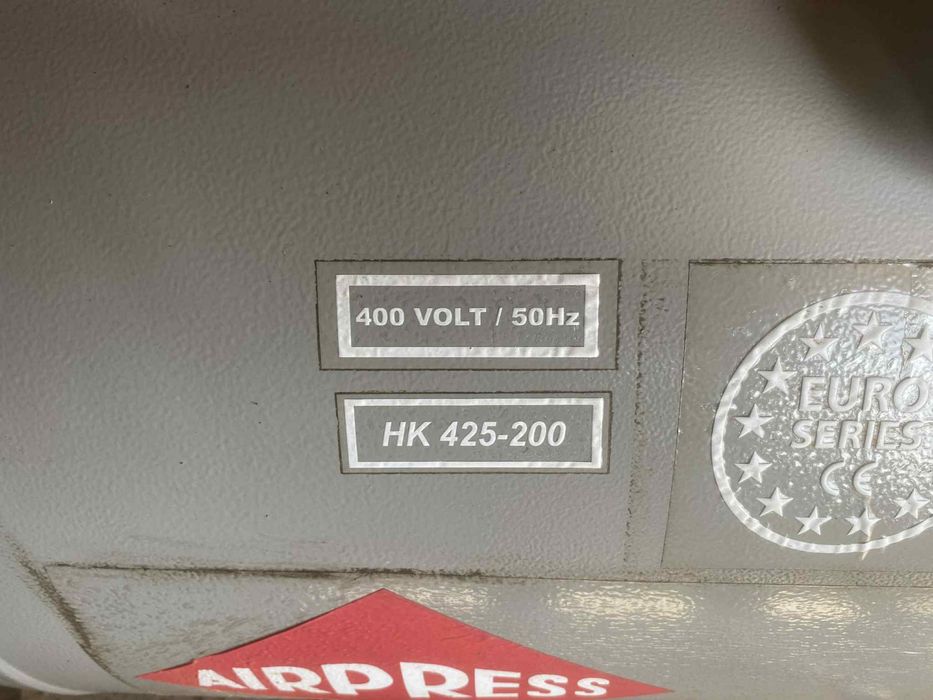 400 VOLT / 50Hz
HK 425-200
EURO
SERIES
CE
AIRPRESS